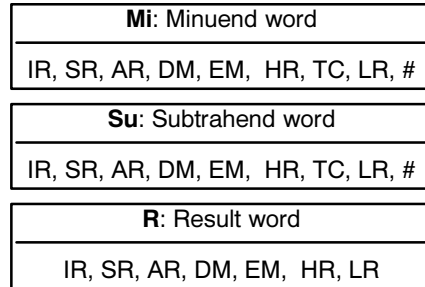 Mi: Minuend word
IR, SR, AR, DM, EM, HR, TC, LR, #
Su: Subtrahend word
IR, SR, AR, DM, EM, HR, TC, LR, #
R: Result word
IR, SR, AR, DM, EM, HR, LR